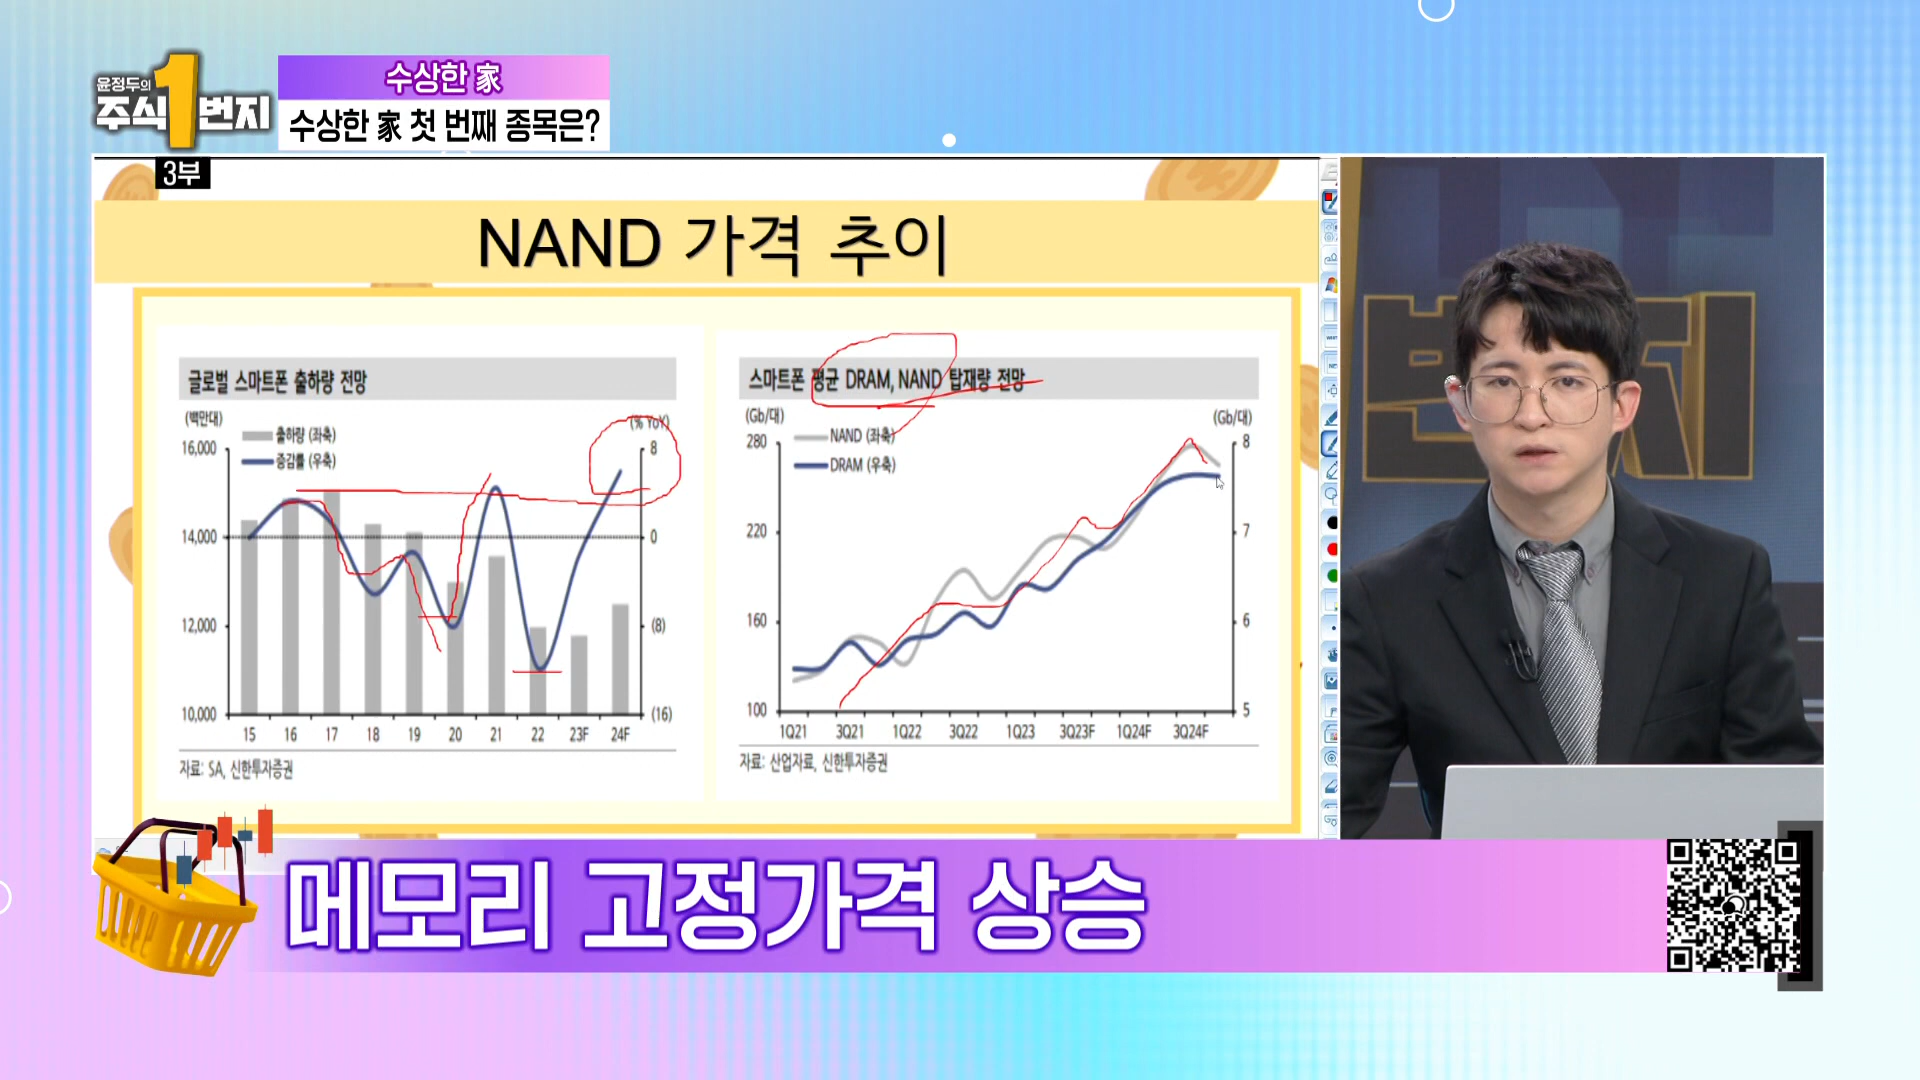 윤정두의
주식1번지
수상한 家
수상한 家 첫 번째 종목은?
3부
NAND 가격 추이
글로벌 스마트폰 출하량 전망
(백만대)
(% YoY)
출하량 (좌축)
증감률 (우축)
16,000
14,000
12,000
10,000
8
0
(8)
(16)
15 16 17 18 19 20 21 22 23F 24F
자료: SA, 신한투자증권
스마트폰 평균 DRAM, NAND 탑재량 전망
(Gb/대)
(Gb/대)
NAND (좌축)
DRAM (우축)
280
220
160
100
8
7
6
5
1Q21 3Q21 1Q22 3Q22 1Q23 3Q23F 1Q24F 3Q24F
자료: 산업자료, 신한투자증권
메모리 고정가격 상승